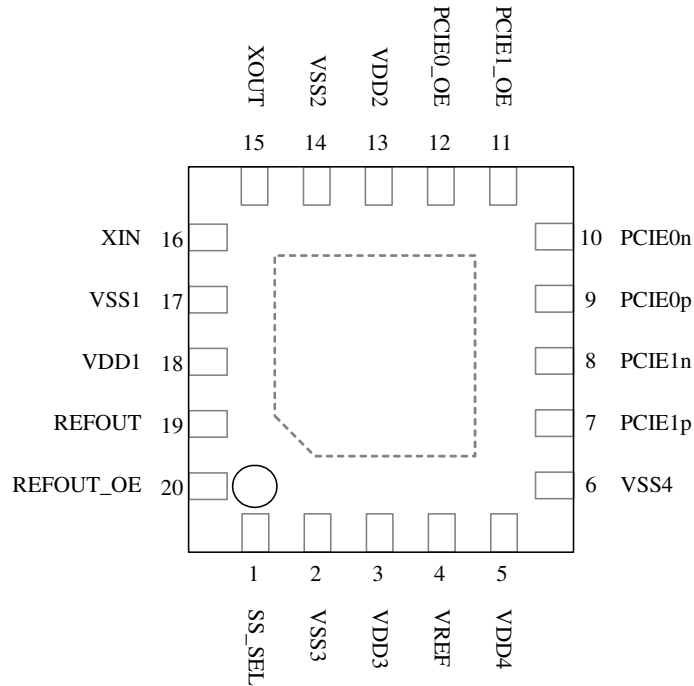 XOUT VSS2 VDD2 PCIE0_OE PCIE1_OE
15 14 13 12 11
XIN 16 10 PCIE0n
VSS1 17 9 PCIE0p
VDD1 18 8 PCIE1n
REFOUT 19 7 PCIE1p
REFOUT_OE 20 6 VSS4
1 2 3 4 5
SS_SEL VSS3 VDD3 VREF VDD4